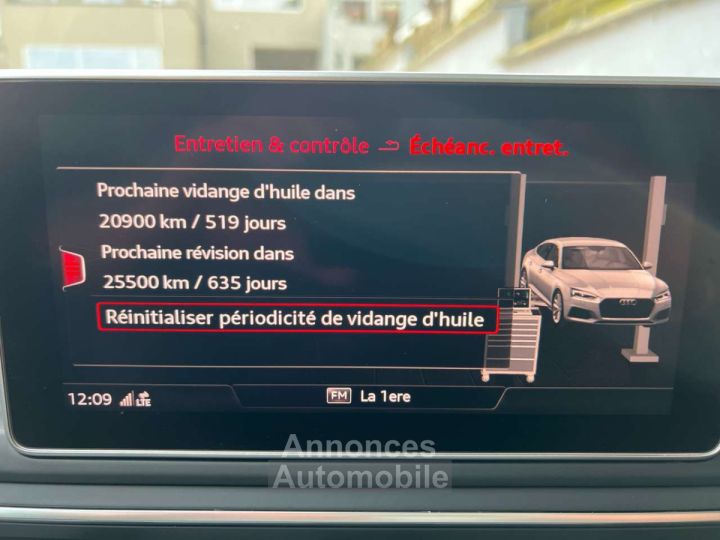 Entretien & contrôle Échéanc. entret.
Prochaine vidange d'huile dans
20900 km / 519 jours
Prochaine révision dans
25500 km / 635 jours
Réinitialiser périodicité de vidange d'huile
12:09 LTE FM La 1ere
Annonces
Automobile